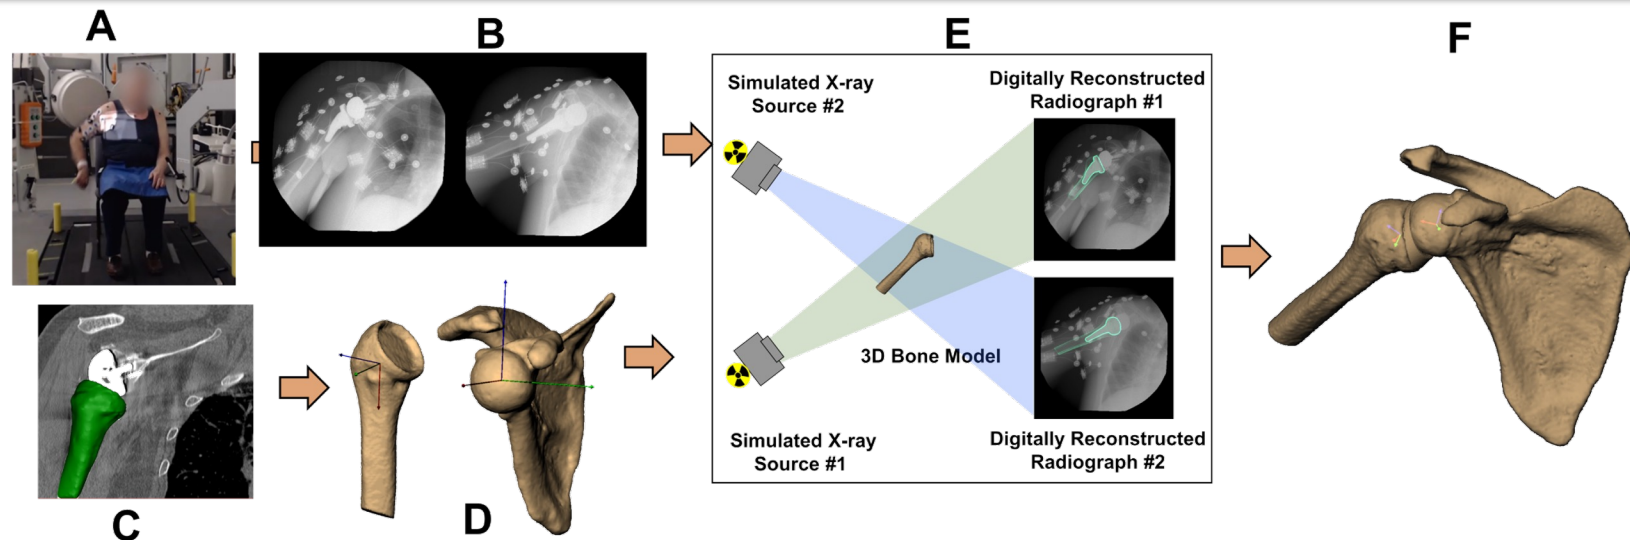 A
B
E
F
Simulated X-ray
Source #2
Digitally Reconstructed
Radiograph #1
3D Bone Model
Simulated X-ray
Source #1
Digitally Reconstructed
Radiograph #2
C
D